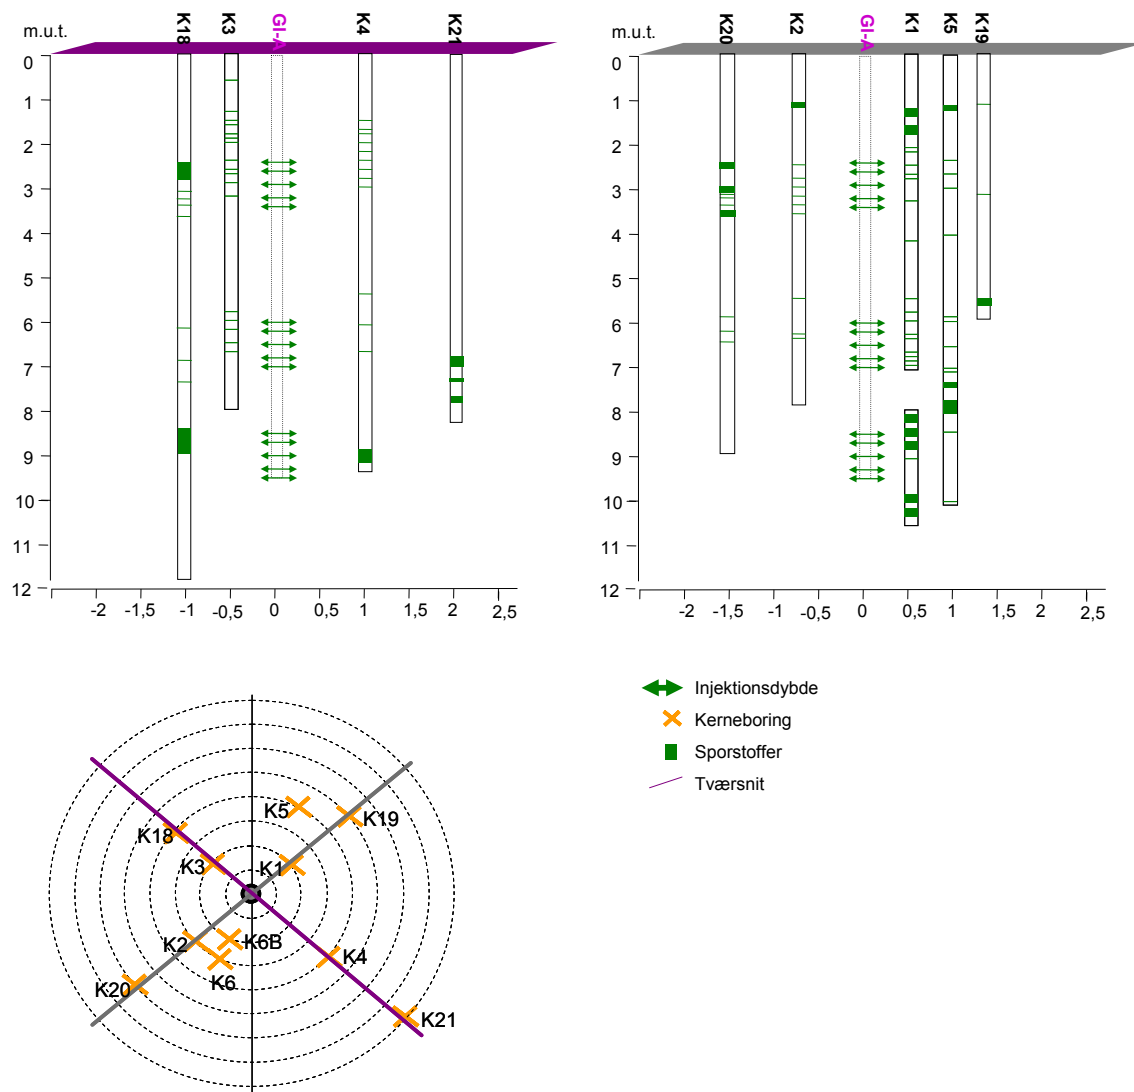 m.u.t.
K18
K3
GI-A
K4
K21
0
1
2
3
4
5
6
7
8
9
10
11
12
-2
-1,5
-1
-0,5
0
0,5
1
1,5
2
2,5
m.u.t.
K20
K2
GI-A
K1
K5
K19
0
1
2
3
4
5
6
7
8
9
10
11
12
-2
-1,5
-1
-0,5
0
0,5
1
1,5
2
2,5
Injektionsdybde
Kerneboring
Sporstoffer
Tværsnit
K5
K19
K18
K3
K1
K2
K6B
K6
K4
K20
K21